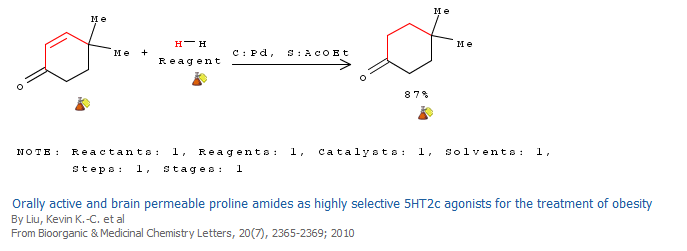 Me
Me
Me
+
H—H
C:Pd, S:AcOEt
Me
Reagent
O
O
87%
NOTE: Reactants: 1, Reagents: 1, Catalysts: 1, Solvents: 1,
Steps: 1, Stages: 1
Orally active and brain permeable proline amides as highly selective 5HT2c agonists for the treatment of obesity
By Liu, Kevin K.-C. et al
From Bioorganic & Medicinal Chemistry Letters, 20(7), 2365-2369; 2010